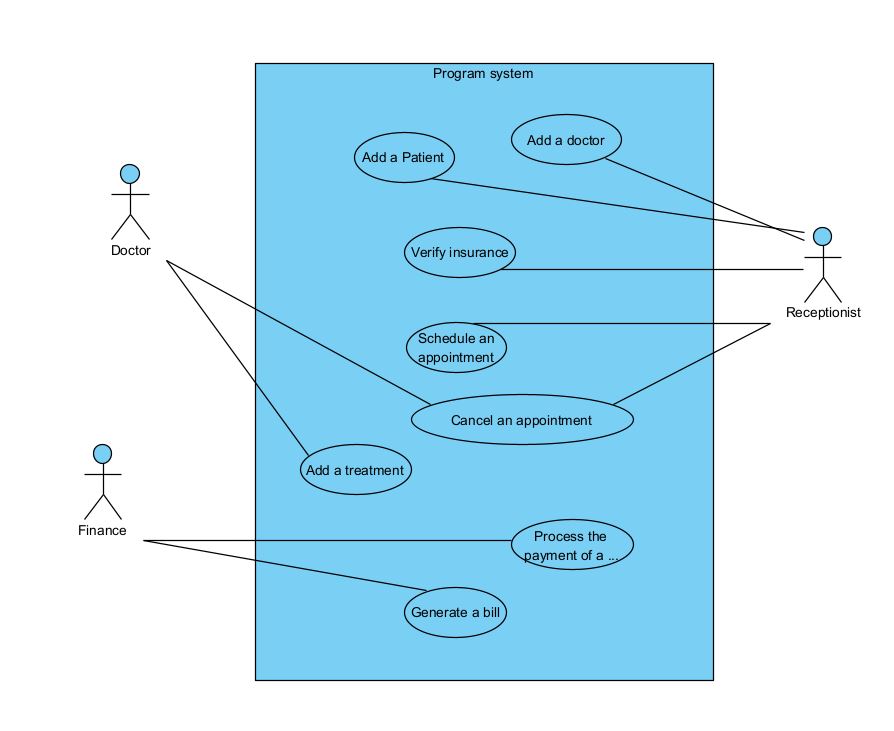 Program system
Add a doctor
Add a Patient
Doctor
Verify insurance
Receptionist
Schedule an
appointment
Cancel an appointment
Add a treatment
Finance
Process the
payment of a ...
Generate a bill